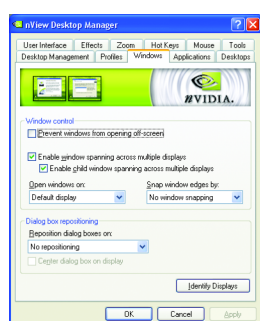 nView Desktop Manager
User Interface Effects Zoom Hot Keys Mouse Tools
Desktop Management Profiles Windows Applications Desktops
NVIDIA.
Window control
Prevent windows from opening off-screen
Enable window spanning across multiple displays
Enable child window spanning across multiple displays
Open windows on: Snap window edges by:
Default display No window snapping
Dialog box repositioning
Reposition dialog boxes on:
No repositioning
Center dialog box on display
Identify Displays
OK Cancel Apply